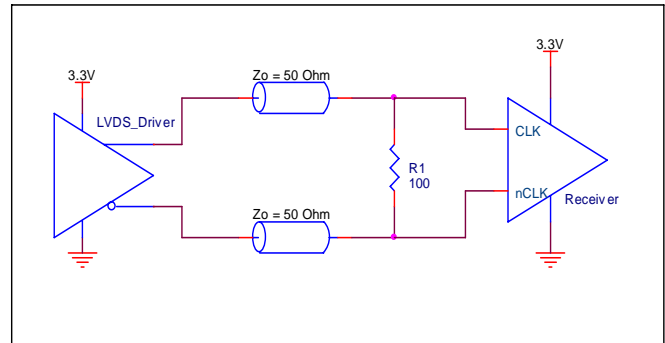 3.3V
3.3V
Zo = 50 Ohm
LVDS_Driver
CLK
R1
100
nCLK
Receiver
Zo = 50 Ohm